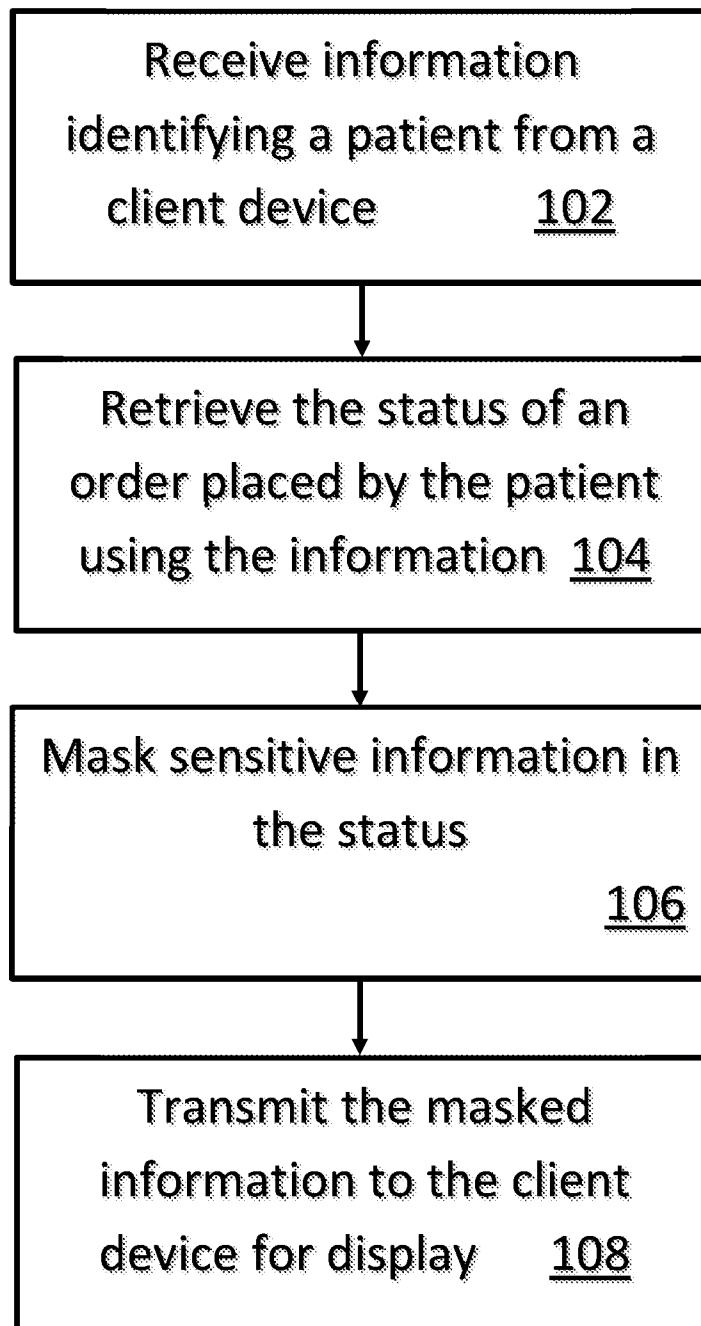 Receive information
identifying a patient from a
client device 102
Retrieve the status of an
order placed by the patient
using the information 104
Mask sensitive information in
the status
106
Transmit the masked
information to the client
device for display 108